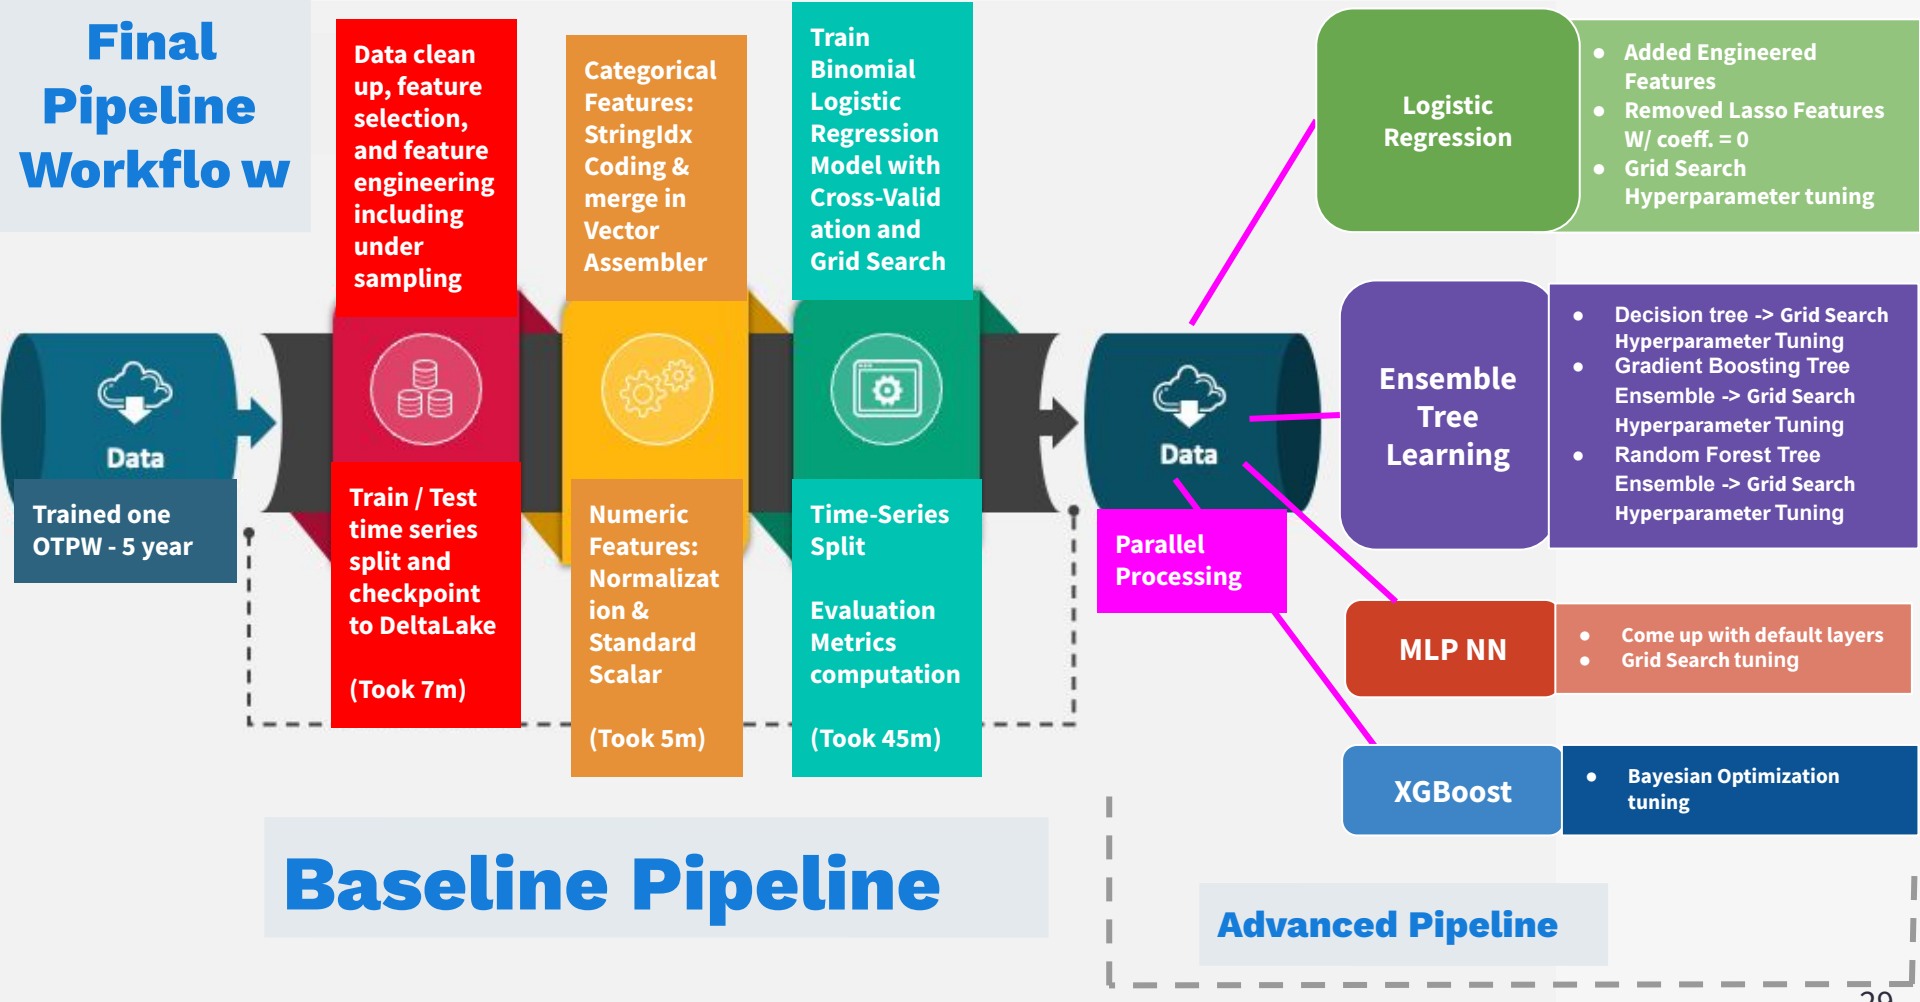 Final
Pipeline
Workflo w
Data clean
up, feature
selection,
and feature
engineering
including
under
sampling
Categorical
Features:
StringIdx
Coding &
merge in
Vector
Assembler
Train
Binomial
Logistic
Regression
Model with
Cross-Valid
ation and
Grid Search
Data
Trained one
OTPW - 5 year
Train / Test
time series
split and
checkpoint
to DeltaLake
(Took 7m)
Numeric
Features:
Normalizat
ion &
Standard
Scalar
(Took 5m)
Time-Series
Split
Evaluation
Metrics
computation
(Took 45m)
Data
Parallel
Processing
Logistic
Regression
● Added Engineered
Features
● Removed Lasso Features
W/ coeff. = 0
● Grid Search
Hyperparameter tuning
Ensemble
Tree
Learning
● Decision tree -> Grid Search
Hyperparameter Tuning
● Gradient Boosting Tree
Ensemble -> Grid Search
Hyperparameter Tuning
● Random Forest Tree
Ensemble -> Grid Search
Hyperparameter Tuning
MLP NN
● Come up with default layers
● Grid Search tuning
XGBoost
● Bayesian Optimization
tuning
Baseline Pipeline
Advanced Pipeline
29